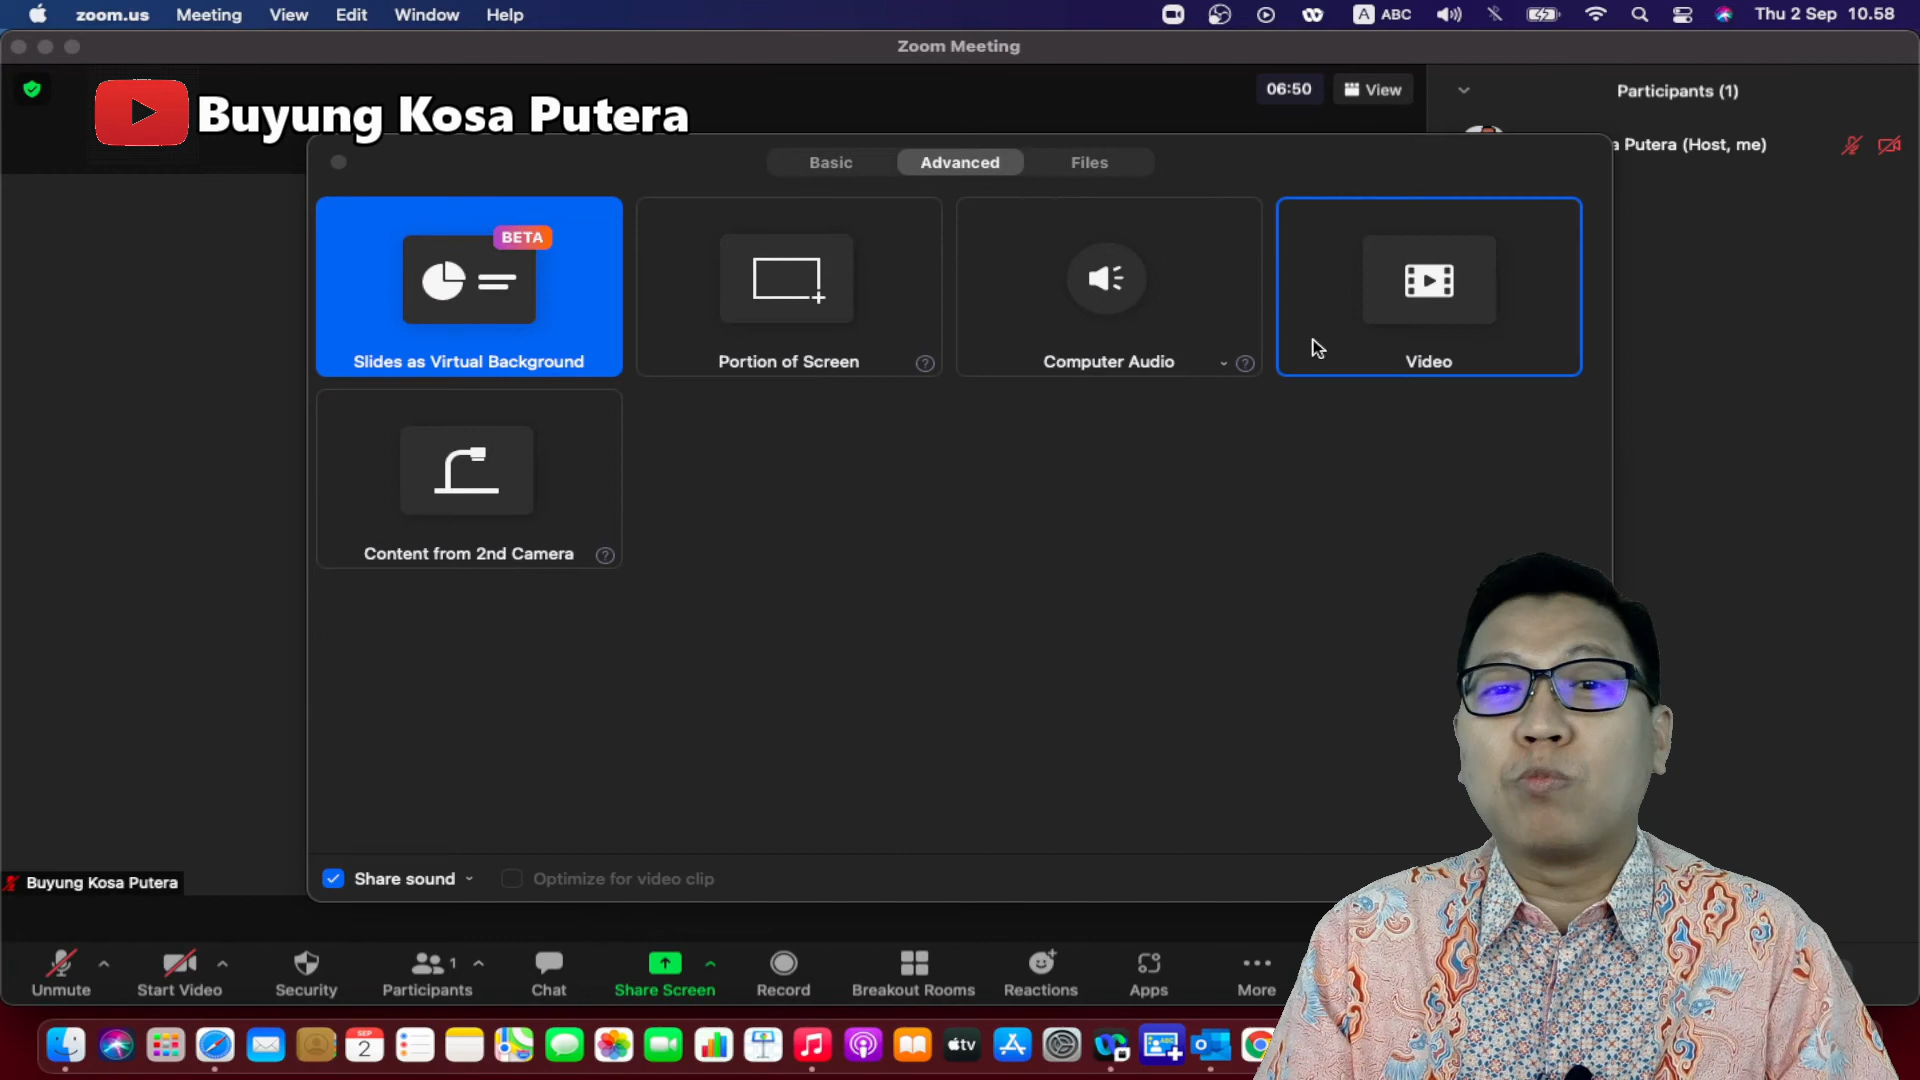 zoom.us Meeting View Edit Window Help
A ABC Thu 2 Sep 10.58
Zoom Meeting
Buyung Kosa Putera
06:50 View
Participants (1)
a Putera (Host, me)
Basic Advanced Files
BETA
Slides as Virtual Background
Portion of Screen ?
Computer Audio ?
Video
Content from 2nd Camera ?
Share sound Optimize for video clip
Buyung Kosa Putera
Unmute
Start Video
Security
1
Participants
Chat
Share Screen
Record
Breakout Rooms
Reactions
Apps
More
SEP
2
tv